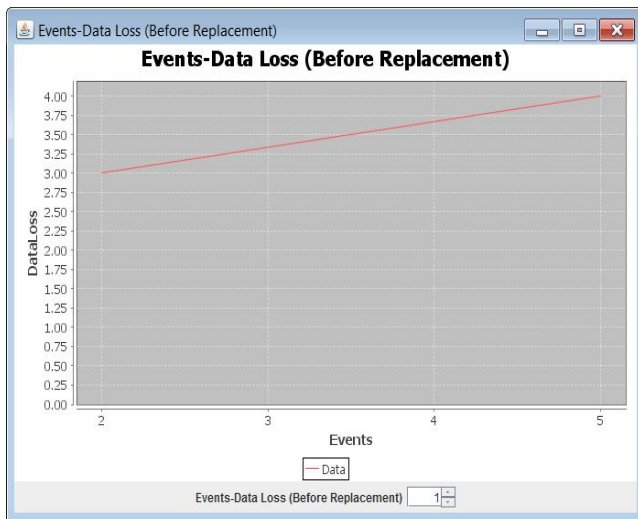 Events-Data Loss (Before Replacement)
Events-Data Loss (Before Replacement)
4.00
3.75
3.50
3.25
3.00
2.75
2.50
2.25
2.00
1.75
1.50
1.25
1.00
0.75
0.50
0.25
0.00
DataLoss
2 3 4 5
Events
Data
Events-Data Loss (Before Replacement) 1